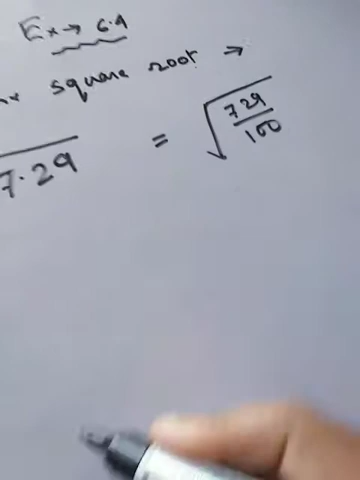 Ex → 6.4
square root →
7.29 = √729/100